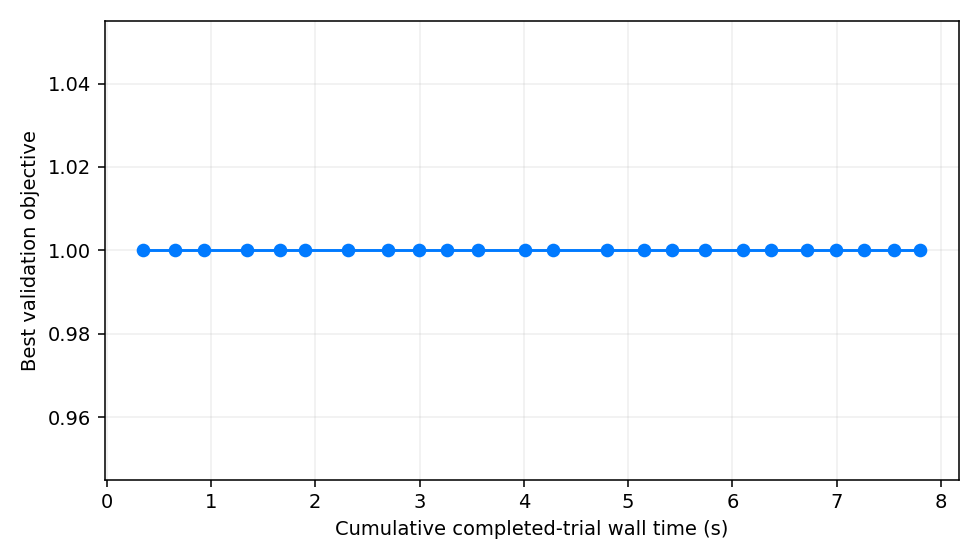 1.04
1.02
1.00
0.98
0.96
Best validation objective
0 1 2 3 4 5 6 7 8
Cumulative completed-trial wall time (s)